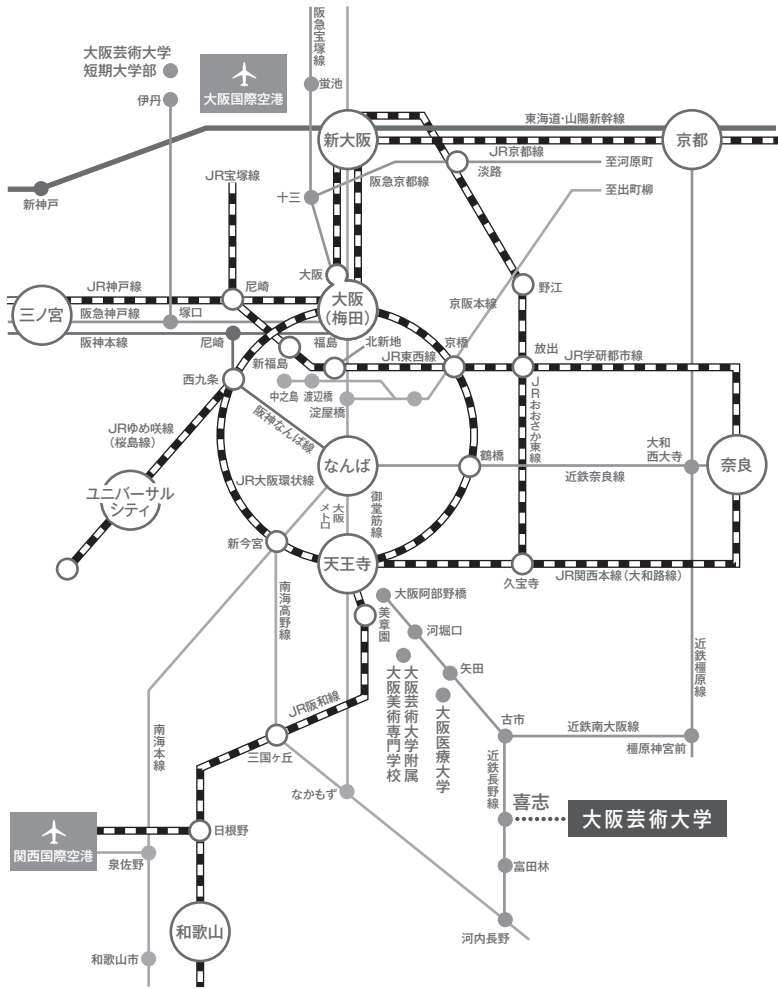 阪急宝塚線
大阪芸術大学
短期大学部
伊丹
大阪国際空港
蛍池
東海道・山陽新幹線
新大阪
京都
JR京都線
至河原町
淡路
阪急京都線
至出町柳
十三
新神戸
JR宝塚線
大阪
野江
JR神戸線
尼崎
三ノ宮
阪急神戸線
塚口
大阪
(梅田)
京阪本線
阪神本線
尼崎
福島
北新地
京橋
放出
JR学研都市線
新福島
JR東西線
西九条
中之島
渡辺橋
淀屋橋
JRおおさか東線
阪神なんば線
JRゆめ咲線
(桜島線)
なんば
鶴橋
大和
西大寺
奈良
近鉄奈良線
JR大阪環状線
ユニバーサル
シティ
大阪
メトロ
御堂筋線
新今宮
天王寺
久宝寺
JR関西本線(大和路線)
南海高野線
美章園
大阪阿部野橋
河堀口
大阪芸術大学附属
大阪美術専門学校
矢田
大阪医療大学
近鉄橿原線
JR阪和線
古市
近鉄南大阪線
橿原神宮前
南海本線
三国ヶ丘
近鉄長野線
なかもず
喜志
大阪芸術大学
関西国際空港
日根野
泉佐野
富田林
和歌山
河内長野
和歌山市